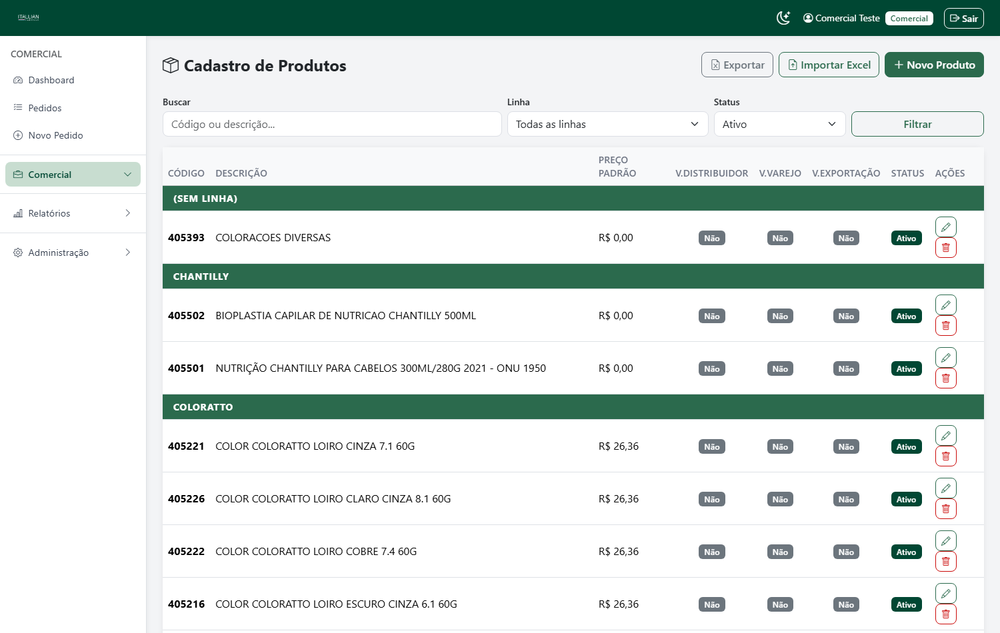 ITALLIAN
Comercial Teste
Comercial
Sair
COMERCIAL
Dashboard
Pedidos
Novo Pedido
Comercial
Relatórios
Administração
Cadastro de Produtos
Exportar
Importar Excel
Novo Produto
Buscar
Linha
Status
Código ou descrição...
Todas as linhas
Ativo
Filtrar
CÓDIGO DESCRIÇÃO PREÇO PADRÃO V.DISTRIBUIDOR V.VAREJO V.EXPORTAÇÃO STATUS AÇÕES
(SEM LINHA)
405393 COLORACOES DIVERSAS R$ 0,00 Não Não Não Ativo
CHANTILLY
405502 BIOPLASTIA CAPILAR DE NUTRICAO CHANTILLY 500ML R$ 0,00 Não Não Não Ativo
405501 NUTRIÇÃO CHANTILLY PARA CABELOS 300ML/280G 2021 - ONU 1950 R$ 0,00 Não Não Não Ativo
COLORATTO
405221 COLOR COLORATTO LOIRO CINZA 7.1 60G R$ 26,36 Não Não Não Ativo
405226 COLOR COLORATTO LOIRO CLARO CINZA 8.1 60G R$ 26,36 Não Não Não Ativo
405222 COLOR COLORATTO LOIRO COBRE 7.4 60G R$ 26,36 Não Não Não Ativo
405216 COLOR COLORATTO LOIRO ESCURO CINZA 6.1 60G R$ 26,36 Não Não Não Ativo